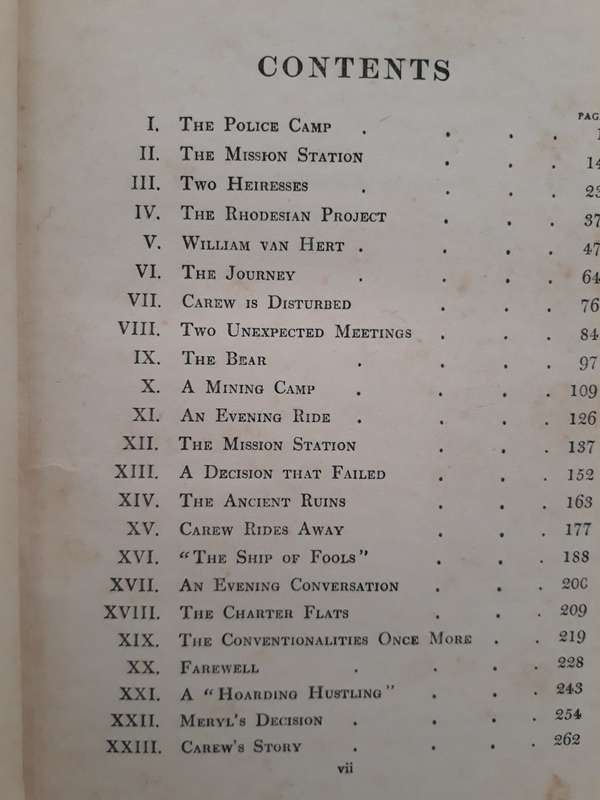 CONTENTS
PAG
I. THE POLICE CAMP . . . . 1
II. THE MISSION STATION . . . 14
III. TWO HEIRESSES . . . . 23
IV. THE RHODESIAN PROJECT . . . 37
V. WILLIAM VAN HERT . . . . 47
VI. THE JOURNEY . . . . 64
VII. CAREW IS DISTURBED . . . 76
VIII. TWO UNEXPECTED MEETINGS . . . 84
IX. THE BEAR . . . . 97
X. A MINING CAMP . . . . 109
XI. AN EVENING RIDE . . . . 126
XII. THE MISSION STATION . . . 137
XIII. A DECISION THAT FAILED . . . 152
XIV. THE ANCIENT RUINS . . . 163
XV. CAREW RIDES AWAY . . . 177
XVI. "THE SHIP OF FOOLS" . . . 188
XVII. AN EVENING CONVERSATION . . . 200
XVIII. THE CHARTER FLATS . . . 209
XIX. THE CONVENTIONALITIES ONCE MORE . . 219
XX. FAREWELL . . . . 228
XXI. A "HOARDING HUSTLING" . . . 243
XXII. MERYL'S DECISION . . . . 254
XXIII. CAREW'S STORY . . . . 262
vii